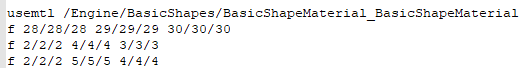 usemtl /Engine/BasicShapes/BasicShapeMaterial_BasicShapeMaterial
f 28/28/28 29/29/29 30/30/30
f 2/2/2 4/4/4 3/3/3
f 2/2/2 5/5/5 4/4/4